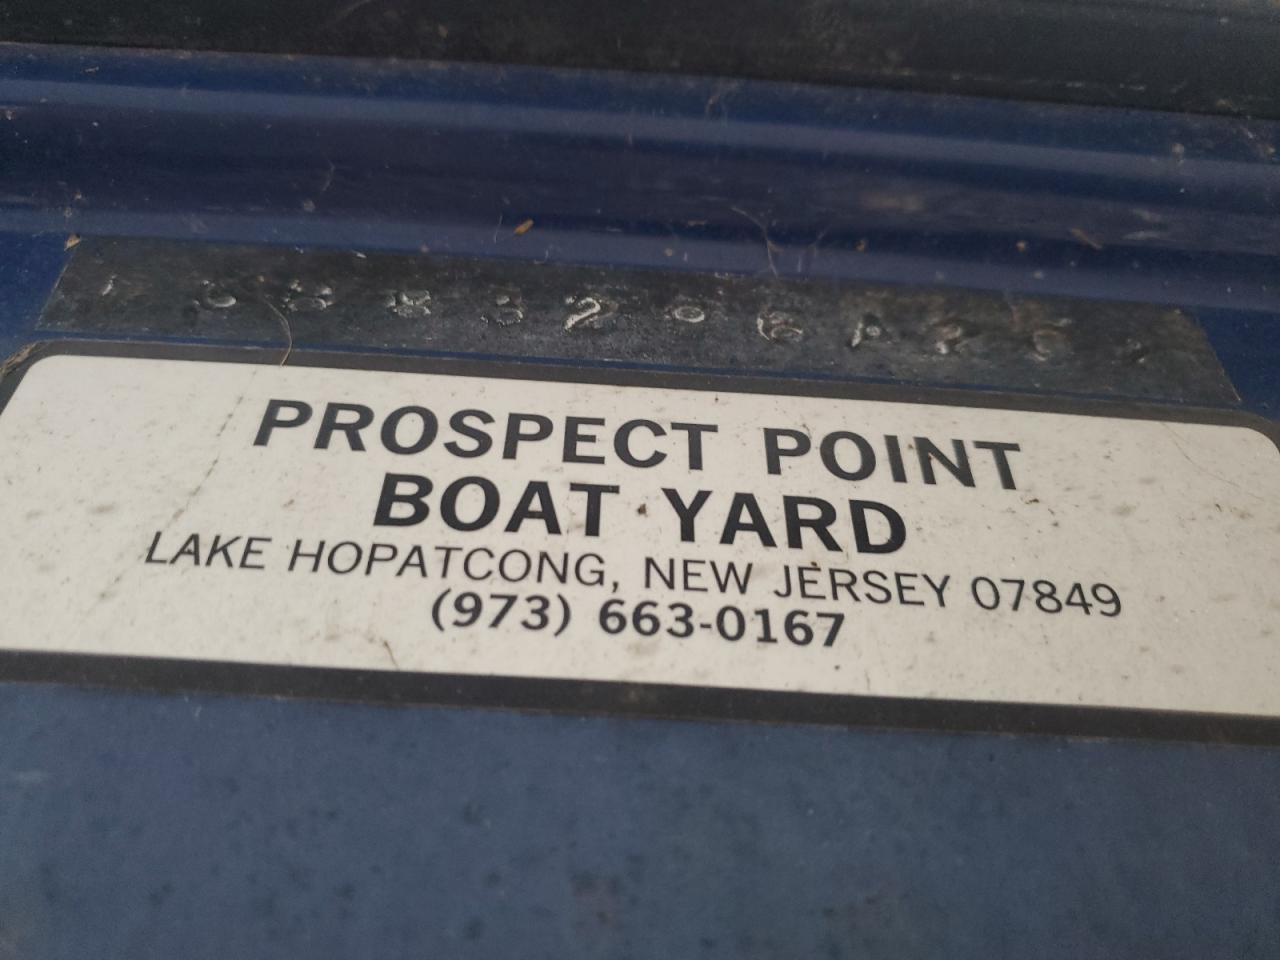 PROSPECT POINT
BOAT YARD
LAKE HOPATCONG, NEW JERSEY 07849
(973) 663-0167